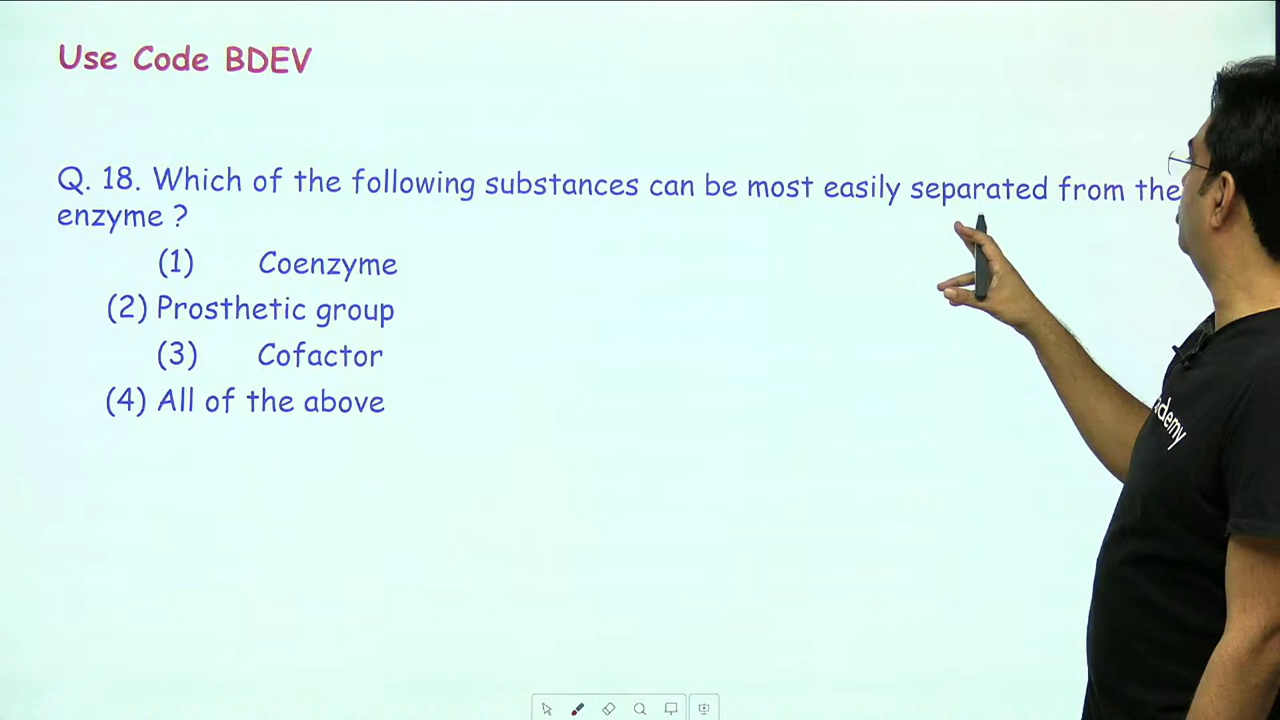 Use Code BDEV
Q. 18. Which of the following substances can be most easily separated from the
enzyme ?
(1) Coenzyme
(2) Prosthetic group
(3) Cofactor
(4) All of the above